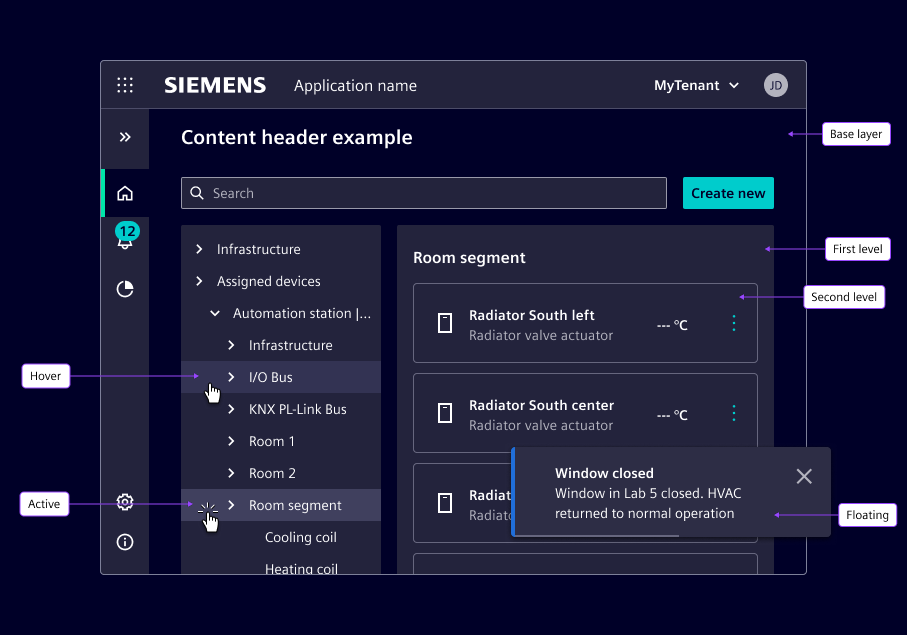 SIEMENS Application name MyTenant JD
Content header example
Base layer
Search Create new
12
Infrastructure
Assigned devices
Automation station |...
Infrastructure
I/O Bus
KNX PL-Link Bus
Room 1
Room 2
Room segment
Cooling coil
Heating coil
Hover
Active
Room segment
First level
Second level
Radiator South left
Radiator valve actuator
--- °C
Radiator South center
Radiator valve actuator
--- °C
Radiat
Radiato
Window closed
Window in Lab 5 closed. HVAC
returned to normal operation
Floating